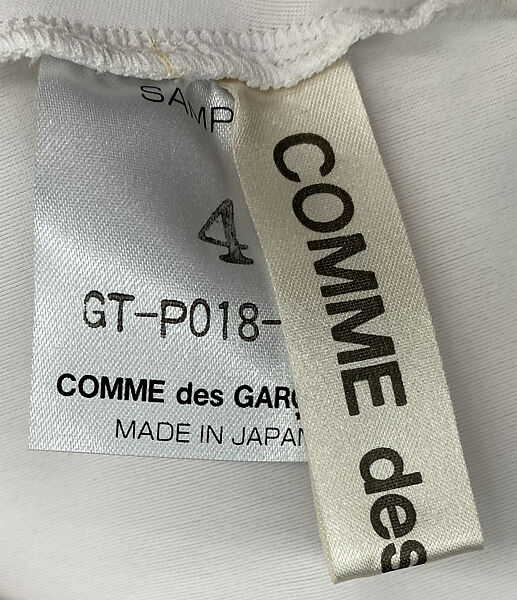 SAMP
4
GT-P018-
COMME des GARÇ
MADE IN JAPAN
COMME des